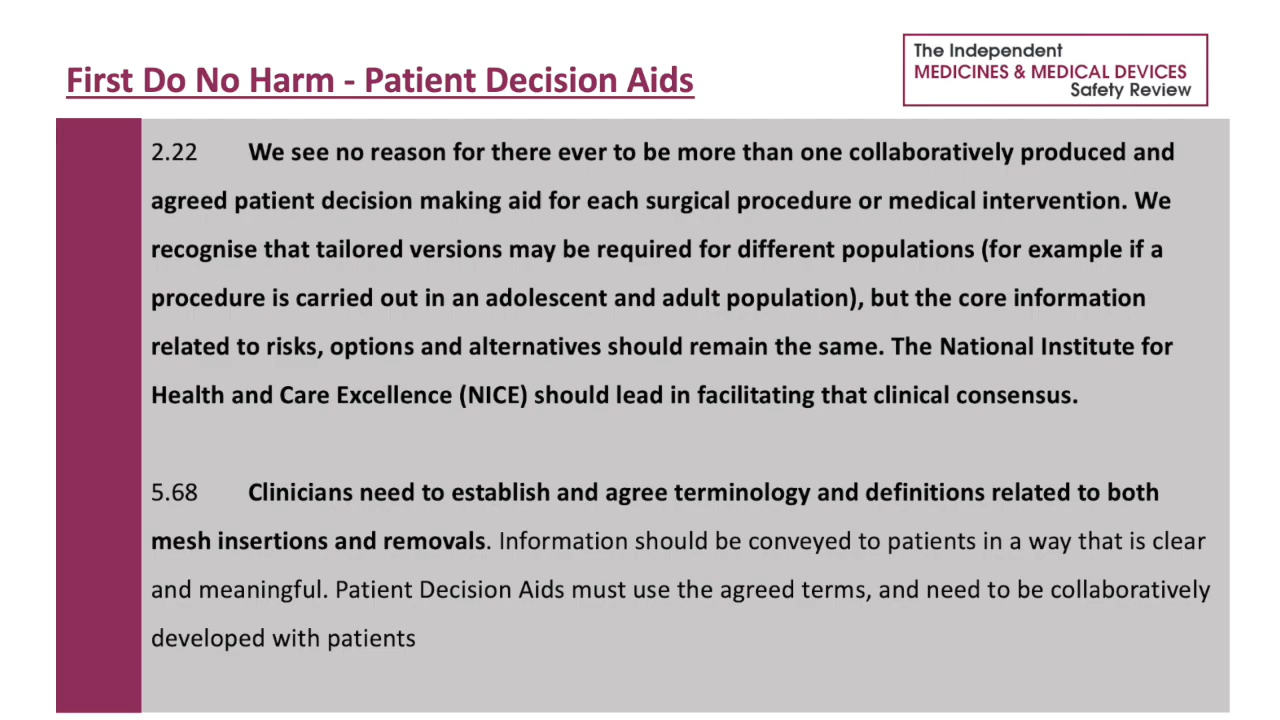 First Do No Harm - Patient Decision Aids
The Independent
MEDICINES & MEDICAL DEVICES
Safety Review
2.22 We see no reason for there ever to be more than one collaboratively produced and
agreed patient decision making aid for each surgical procedure or medical intervention. We
recognise that tailored versions may be required for different populations (for example if a
procedure is carried out in an adolescent and adult population), but the core information
related to risks, options and alternatives should remain the same. The National Institute for
Health and Care Excellence (NICE) should lead in facilitating that clinical consensus.
5.68 Clinicians need to establish and agree terminology and definitions related to both
mesh insertions and removals. Information should be conveyed to patients in a way that is clear
and meaningful. Patient Decision Aids must use the agreed terms, and need to be collaboratively
developed with patients